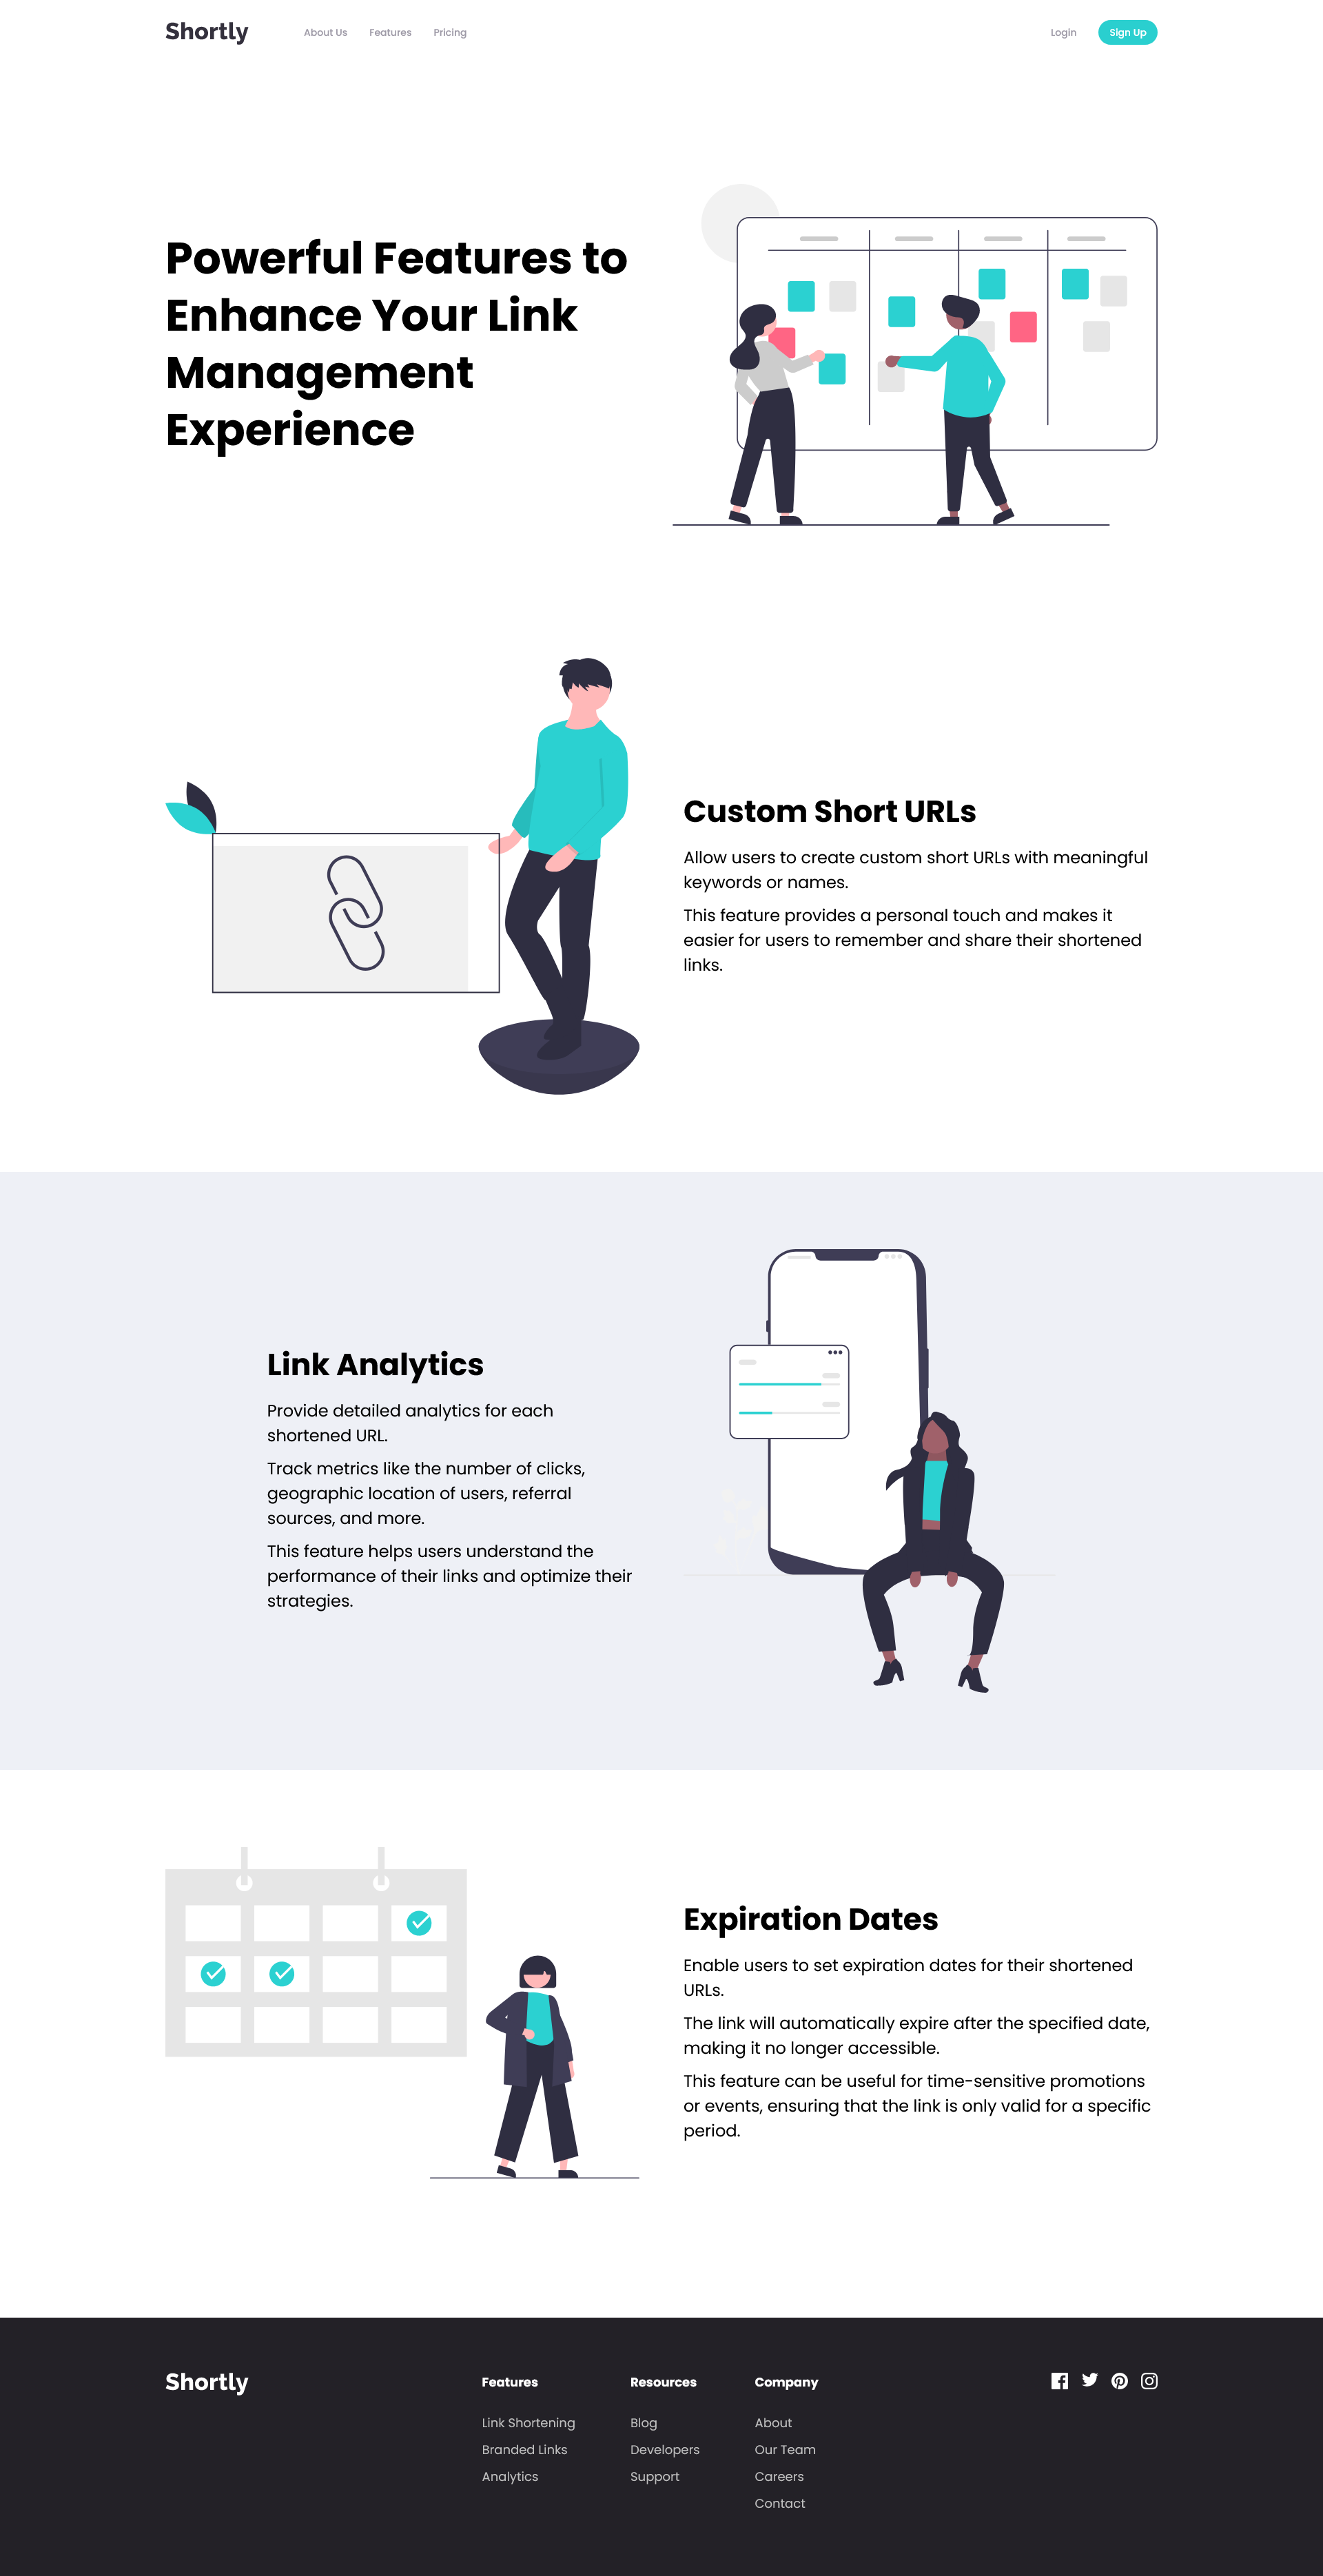 Shortly
About Us
Features
Pricing
Login
Sign Up
Powerful Features to
Enhance Your Link
Management
Experience
Custom Short URLs
Allow users to create custom short URLs with meaningful
keywords or names.
This feature provides a personal touch and makes it
easier for users to remember and share their shortened
links.
Link Analytics
Provide detailed analytics for each
shortened URL.
Track metrics like the number of clicks,
geographic location of users, referral
sources, and more.
This feature helps users understand the
performance of their links and optimize their
strategies.
Expiration Dates
Enable users to set expiration dates for their shortened
URLs.
The link will automatically expire after the specified date,
making it no longer accessible.
This feature can be useful for time-sensitive promotions
or events, ensuring that the link is only valid for a specific
period.
Shortly
Features
Link Shortening
Branded Links
Analytics
Resources
Blog
Developers
Support
Company
About
Our Team
Careers
Contact